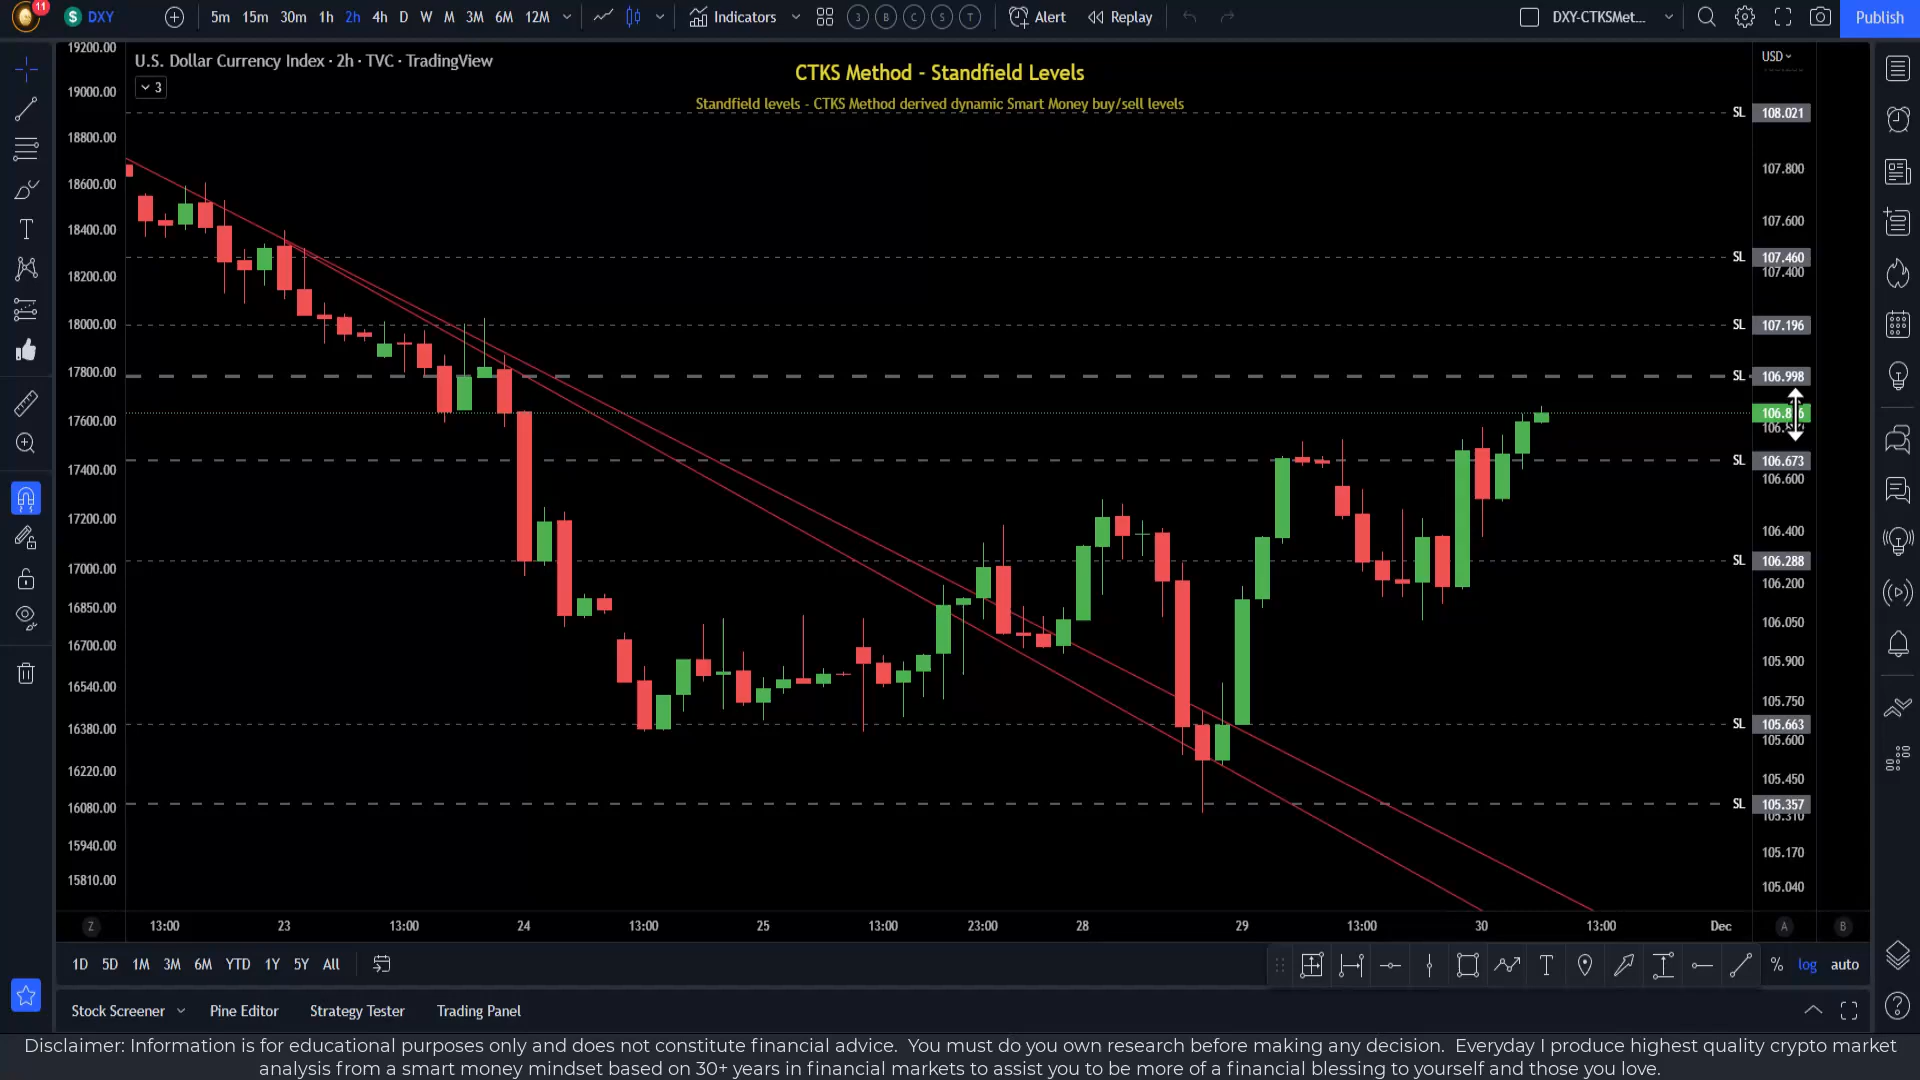 11
DXY
5m 15m 30m 1h 2h 4h D W M 3M 6M 12M
Indicators
J B C S T
Alert
Replay
DXY-CTKSMet...
Publish
U.S. Dollar Currency Index · 2h · TVC · TradingView
3
CTKS Method - Standfield Levels
Standfield levels - CTKS Method derived dynamic Smart Money buy/sell levels
USD
19200.00
19000.00
18800.00
18600.00
18400.00
18200.00
18000.00
17800.00
17600.00
17400.00
17200.00
17000.00
16850.00
16700.00
16540.00
16380.00
16220.00
16080.00
15940.00
15810.00
SL 108.021
107.800
107.600
SL 107.460
107.400
SL 107.196
SL 106.998
SL 106.673
106.600
106.400
SL 106.288
106.200
106.050
105.900
105.750
SL 105.663
105.600
105.450
SL 105.357
105.310
105.170
105.040
Z 13:00 23 13:00 24 13:00 25 13:00 23:00 28 29 13:00 30 13:00 Dec A B
1D 5D 1M 3M 6M YTD 1Y 5Y All
% log auto
Stock Screener Pine Editor Strategy Tester Trading Panel
Disclaimer: Information is for educational purposes only and does not constitute financial advice. You must do you own research before making any decision. Everyday I produce highest quality crypto market
analysis from a smart money mindset based on 30+ years in financial markets to assist you to be more of a financial blessing to yourself and those you love.